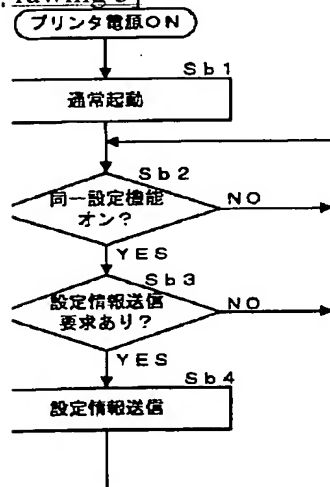 rawing 3]
プリンタ電源ON
Sb1
通常起動
Sb2
同一設定機能
オン?
NO
YES
Sb3
設定情報送信
要求あり?
NO
YES
Sb4
設定情報送信